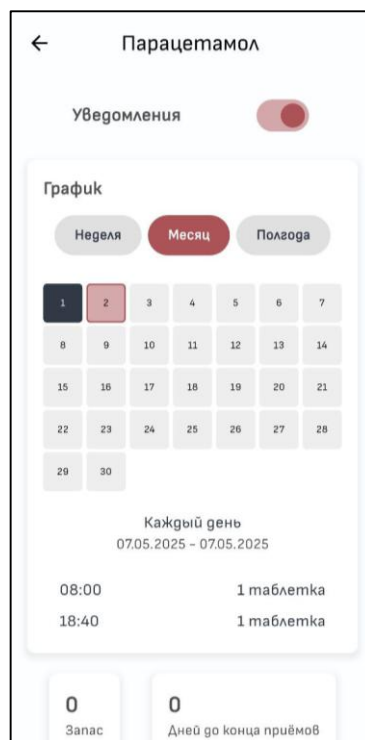 ← Парацетамол
Уведомления
График
Неделя Месяц Полгода
1 2 3 4 5 6 7
8 9 10 11 12 13 14
15 16 17 18 19 20 21
22 23 24 25 26 27 28
29 30
Каждый день
07.05.2025 – 07.05.2025
08:00 1 таблетка
18:40 1 таблетка
0 0
Запас Дней до конца приёмов